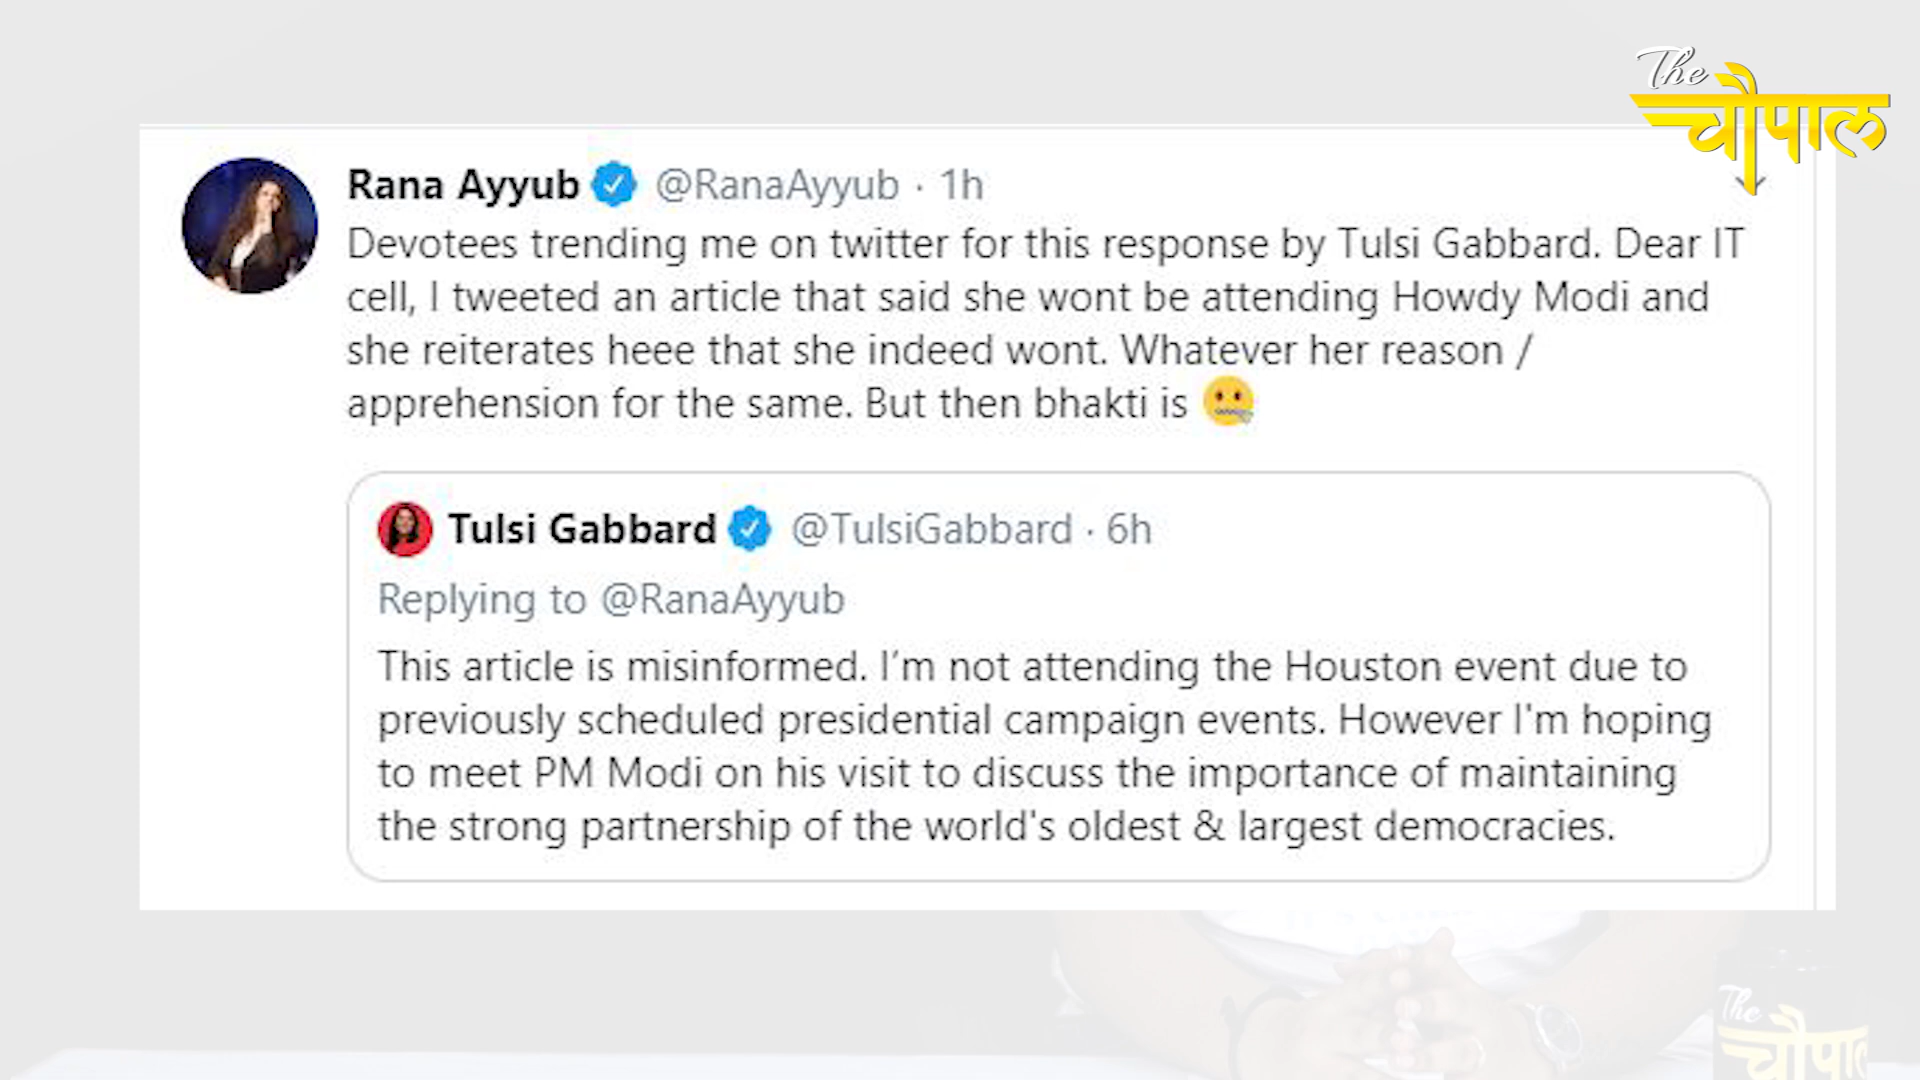 The
चौपाल
Rana Ayyub @RanaAyyub · 1h
Devotees trending me on twitter for this response by Tulsi Gabbard. Dear IT
cell, I tweeted an article that said she wont be attending Howdy Modi and
she reiterates heee that she indeed wont. Whatever her reason /
apprehension for the same. But then bhakti is 🤐
Tulsi Gabbard @TulsiGabbard · 6h
Replying to @RanaAyyub
This article is misinformed. I’m not attending the Houston event due to
previously scheduled presidential campaign events. However I'm hoping
to meet PM Modi on his visit to discuss the importance of maintaining
the strong partnership of the world's oldest & largest democracies.
The
चौपाल